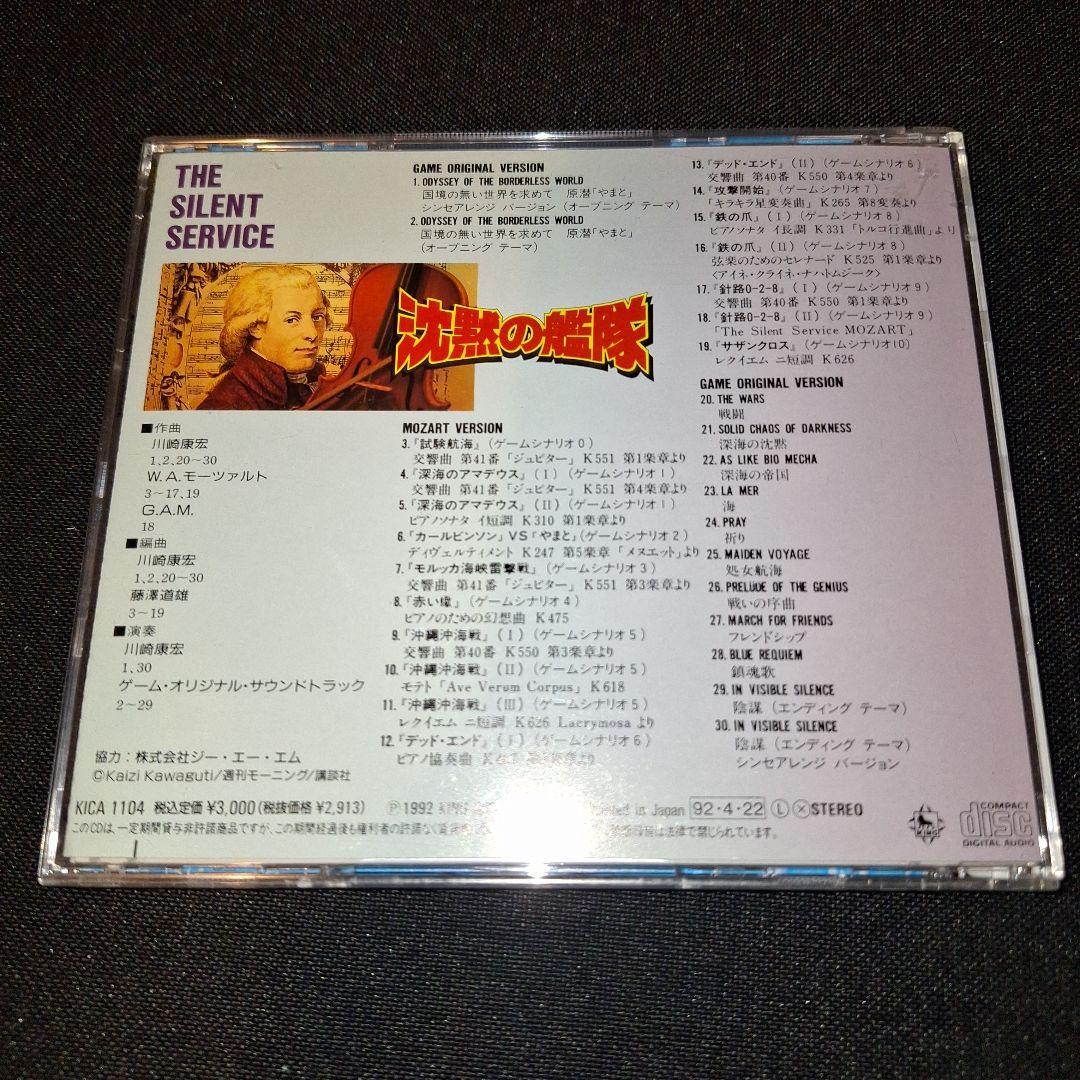 THE
SILENT
SERVICE
沈黙の艦隊
■作曲
川崎康宏
1、2、20～30
W.A.モーツァルト
3～17、19
G.A.M.
18
■編曲
川崎康宏
1、2、20～30
藤澤道雄
3～19
■演奏
川崎康宏
1、30
ゲーム・オリジナル・サウンドトラック
2～29
協力：株式会社ジー・エー・エム
©Kaizi Kawaguti/週刊モーニング/講談社
GAME ORIGINAL VERSION
1. ODYSSEY OF THE BORDERLESS WORLD
国境の無い世界を求めて 原潜「やまと」
シンセアレンジ バージョン（オープニング テーマ）
2. ODYSSEY OF THE BORDERLESS WORLD
国境の無い世界を求めて 原潜「やまと」
（オープニング テーマ）
MOZART VERSION
3.『試験航海』（ゲームシナリオ0）
交響曲 第41番「ジュピター」K551 第1楽章より
4.『深海のアマデウス』（I）（ゲームシナリオ1）
交響曲 第41番「ジュピター」K551 第4楽章より
5.『深海のアマデウス』（II）（ゲームシナリオ1）
ピアノソナタ イ短調 K310 第1楽章より
6.『カールビンソン』VS『やまと』（ゲームシナリオ2）
ディヴェルティメント K247 第5楽章「メヌエット」より
7.『モルッカ海峡雷撃戦』（ゲームシナリオ3）
交響曲 第41番「ジュピター」K551 第3楽章より
8.『赤い偉』（ゲームシナリオ4）
ピアノのための幻想曲 K475
9.『沖縄沖海戦』（I）（ゲームシナリオ5）
交響曲 第40番 K550 第3楽章より
10.『沖縄沖海戦』（II）（ゲームシナリオ5）
モテト「Ave Verum Corpus」K618
11.『沖縄沖海戦』（III）（ゲームシナリオ5）
レクイエム ニ短調 K626 Lacrymosaより
12.『デッド・エンド』（I）（ゲームシナリオ6）
ピアノ協奏曲 楽章より
13.『デッド・エンド』（II）（ゲームシナリオ6）
交響曲 第40番 K550 第4楽章より
14.『攻撃開始』（ゲームシナリオ7）
「キラキラ星変奏曲」K265 第8変奏より
15.『鉄の爪』（I）（ゲームシナリオ8）
ピアノソナタ イ長調 K331「トルコ行進曲」より
16.『鉄の爪』（II）（ゲームシナリオ8）
弦楽のためのセレナード K525 第1楽章より
〈アイネ・クライネ・ナハトムジーク〉
17.『針路0-2-8』（I）（ゲームシナリオ9）
交響曲 第40番 K550 第1楽章より
18.『針路0-2-8』（II）（ゲームシナリオ9）
「The Silent Service MOZART」
19.『サザンクロス』（ゲームシナリオ10）
レクイエム ニ短調 K626
GAME ORIGINAL VERSION
20. THE WARS
戦闘
21. SOLID CHAOS OF DARKNESS
深海の沈黙
22. AS LIKE BIO MECHA
深海の帝国
23. LA MER
海
24. PRAY
祈り
25. MAIDEN VOYAGE
処女航海
26. PRELUDE OF THE GENIUS
戦いの序曲
27. MARCH FOR FRIENDS
フレンドシップ
28. BLUE REQUIEM
鎮魂歌
29. IN VISIBLE SILENCE
陰謀（エンディング テーマ）
30. IN VISIBLE SILENCE
陰謀（エンディング テーマ）
シンセアレンジ バージョン
KICA 1104 税込定価¥3,000（税抜価格¥2,913） Ⓟ1992 in Japan 92・4・22 Ⓛ Ⓧ STEREO
このCDは、一定期間貸与非許諾商品ですが、この期間経過後も権利者の許諾なく は法律で禁じられています。
KING
COMPACT
disc
DIGITAL AUDIO